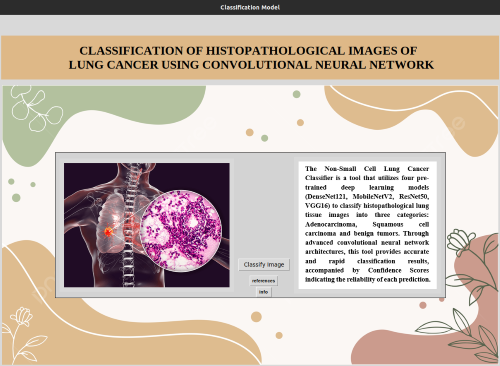 Classification Model
CLASSIFICATION OF HISTOPATHOLOGICAL IMAGES OF
LUNG CANCER USING CONVOLUTIONAL NEURAL NETWORK
The Non-Small Cell Lung Cancer
Classifier is a tool that utilizes four pre-
trained deep learning models
(DenseNet121, MobileNetV2, ResNet50,
VGG16) to classify histopathological lung
tissue images into three categories:
Adenocarcinoma, Squamous cell
carcinoma and benign tumors. Through
advanced convolutional neural network
architectures, this tool provides accurate
and rapid classification results,
accompanied by Confidence Scores
indicating the reliability of each prediction.
Classify Image
references
info